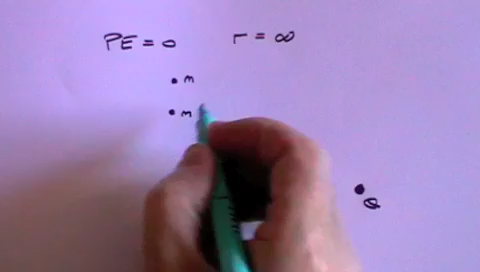 PE = 0 r = ∞
m
m
Q